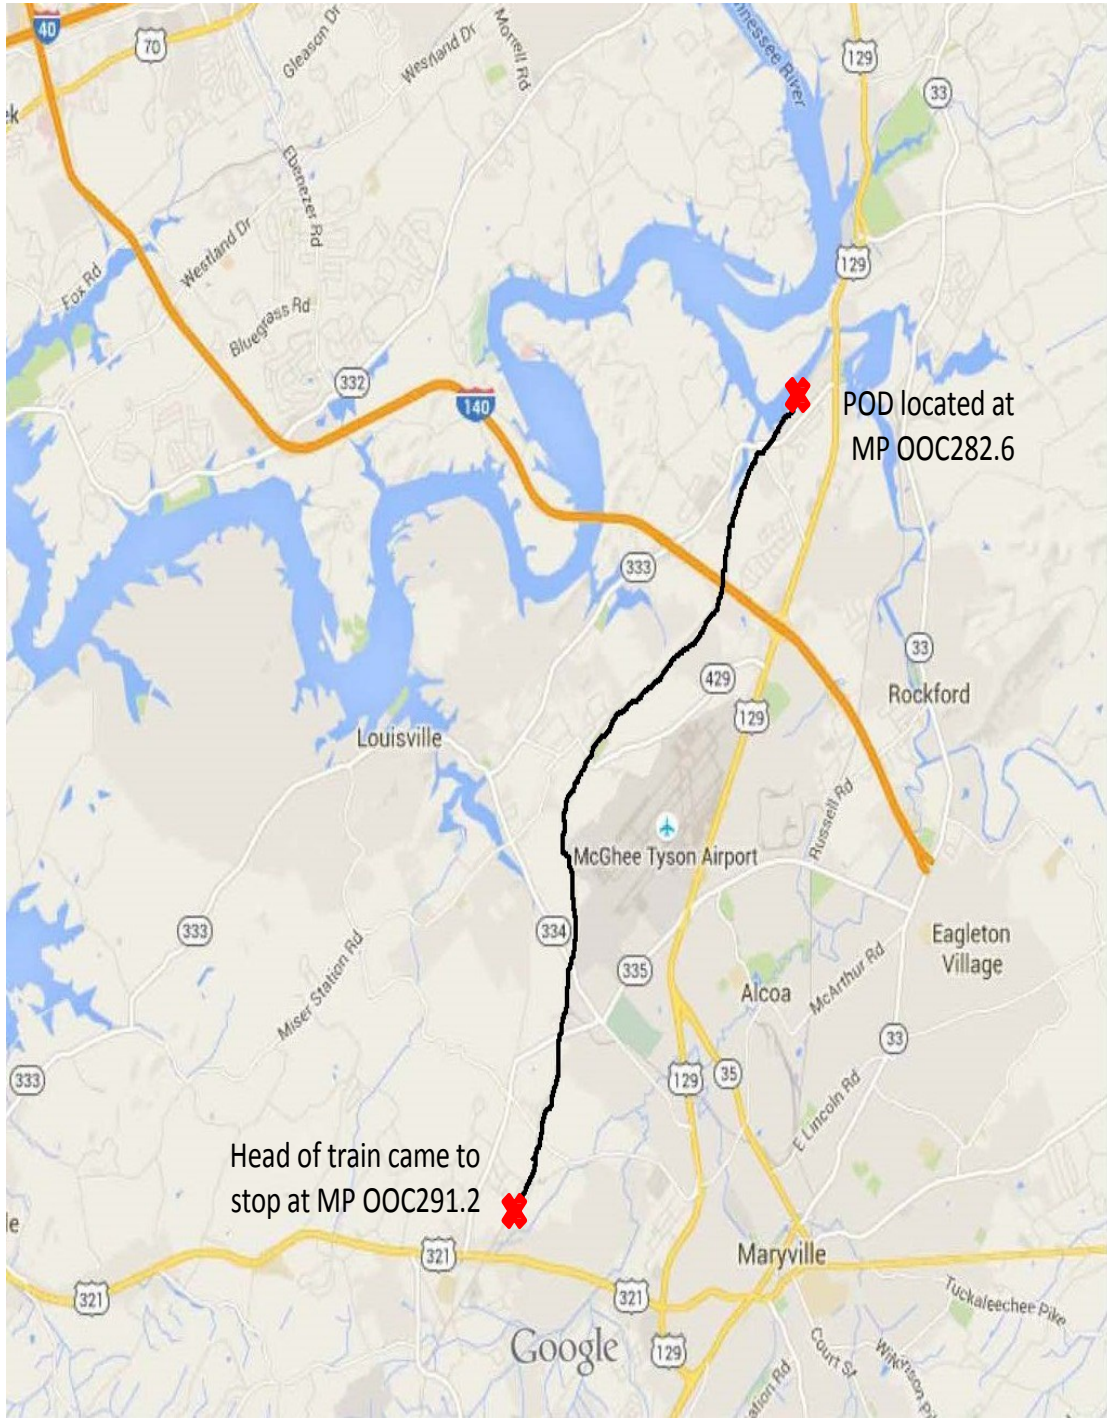 40
70
Gleason Dr
Westland Dr
Morrell Rd
Tennessee River
129
33
ek
Ebenezer Rd
Westland Dr
Fox Rd
Bluegrass Rd
129
332
140
POD located at
MP OOC282.6
333
33
429
Rockford
129
Louisville
Russell Rd
McGhee Tyson Airport
333
334
Eagleton
Village
335
McArthur Rd
Alcoa
Miser Station Rd
33
333
129
35
E Lincoln Rd
Head of train came to
stop at MP OOC291.2
le
321
Maryville
321
321
Tuckaleechee Pike
Google
129
Court St